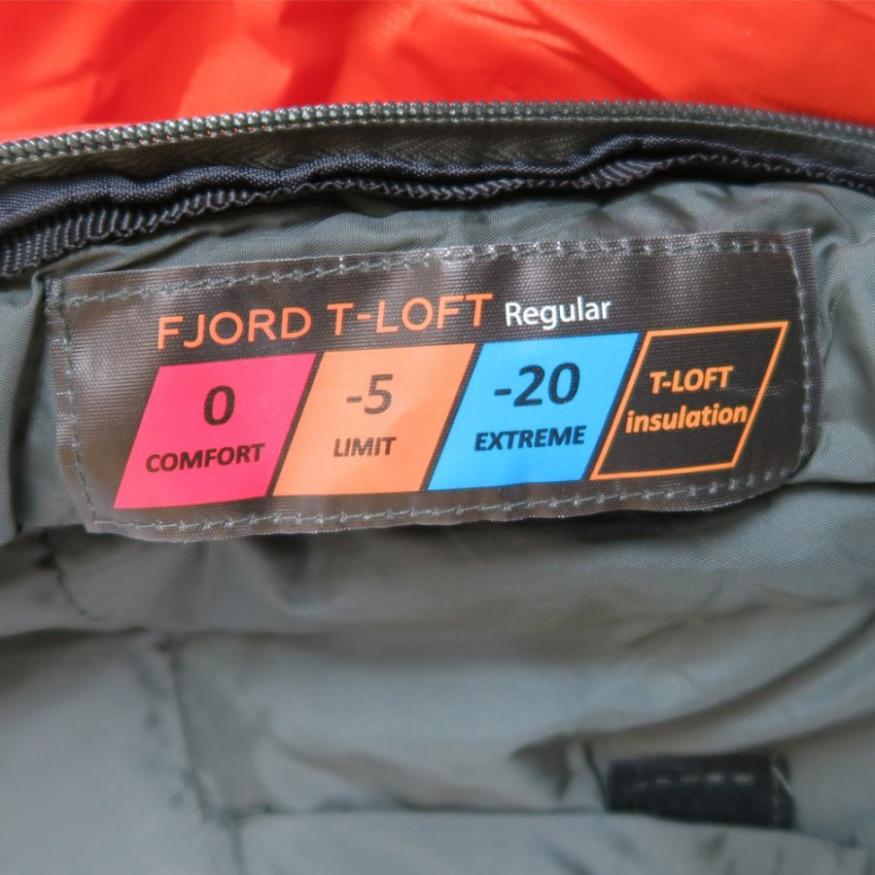 FJORD T-LOFT Regular
0 -5 -20 T-LOFT
COMFORT LIMIT EXTREME insulation